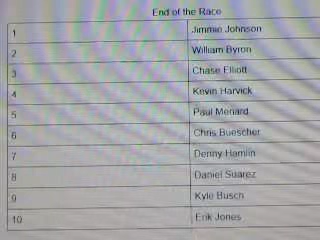 End of the Race
1 Jimmie Johnson
2 William Byron
3 Chase Elliott
4 Kevin Harvick
5 Paul Menard
6 Chris Buescher
7 Denny Hamlin
8 Daniel Suarez
9 Kyle Busch
10 Erik Jones